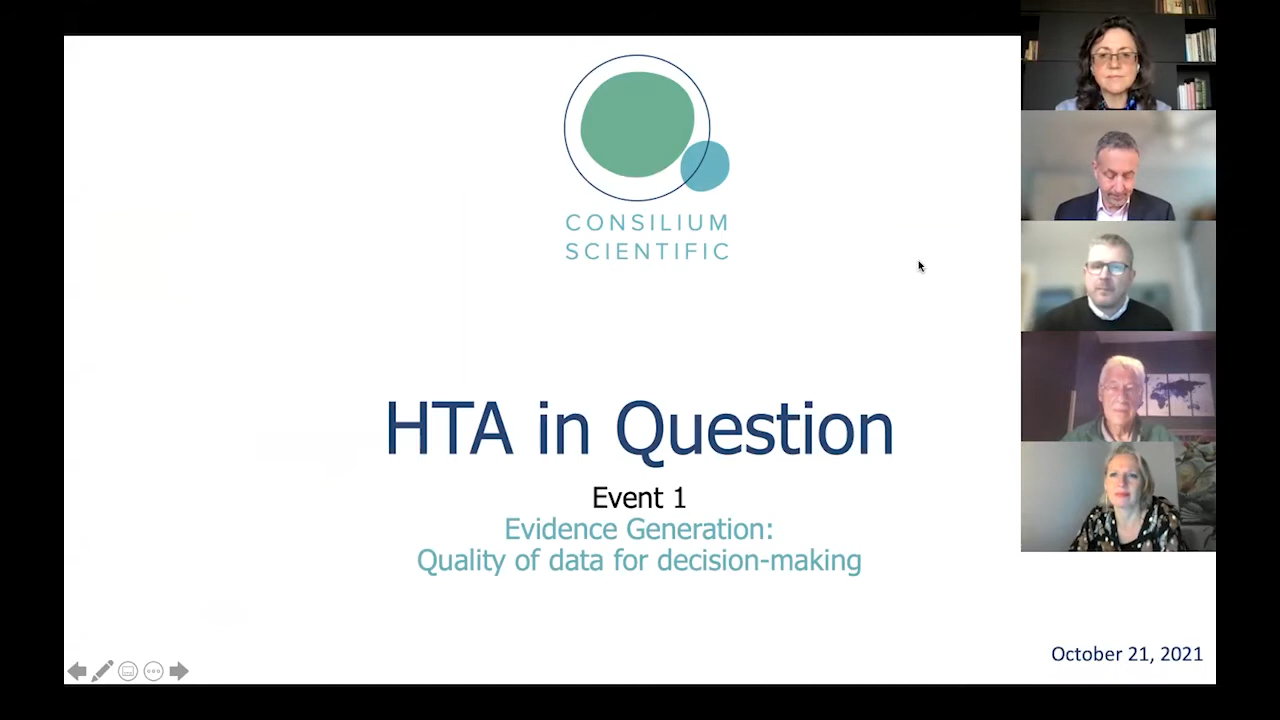 CONSILIUM
SCIENTIFIC
HTA in Question
Event 1
Evidence Generation:
Quality of data for decision-making
October 21, 2021